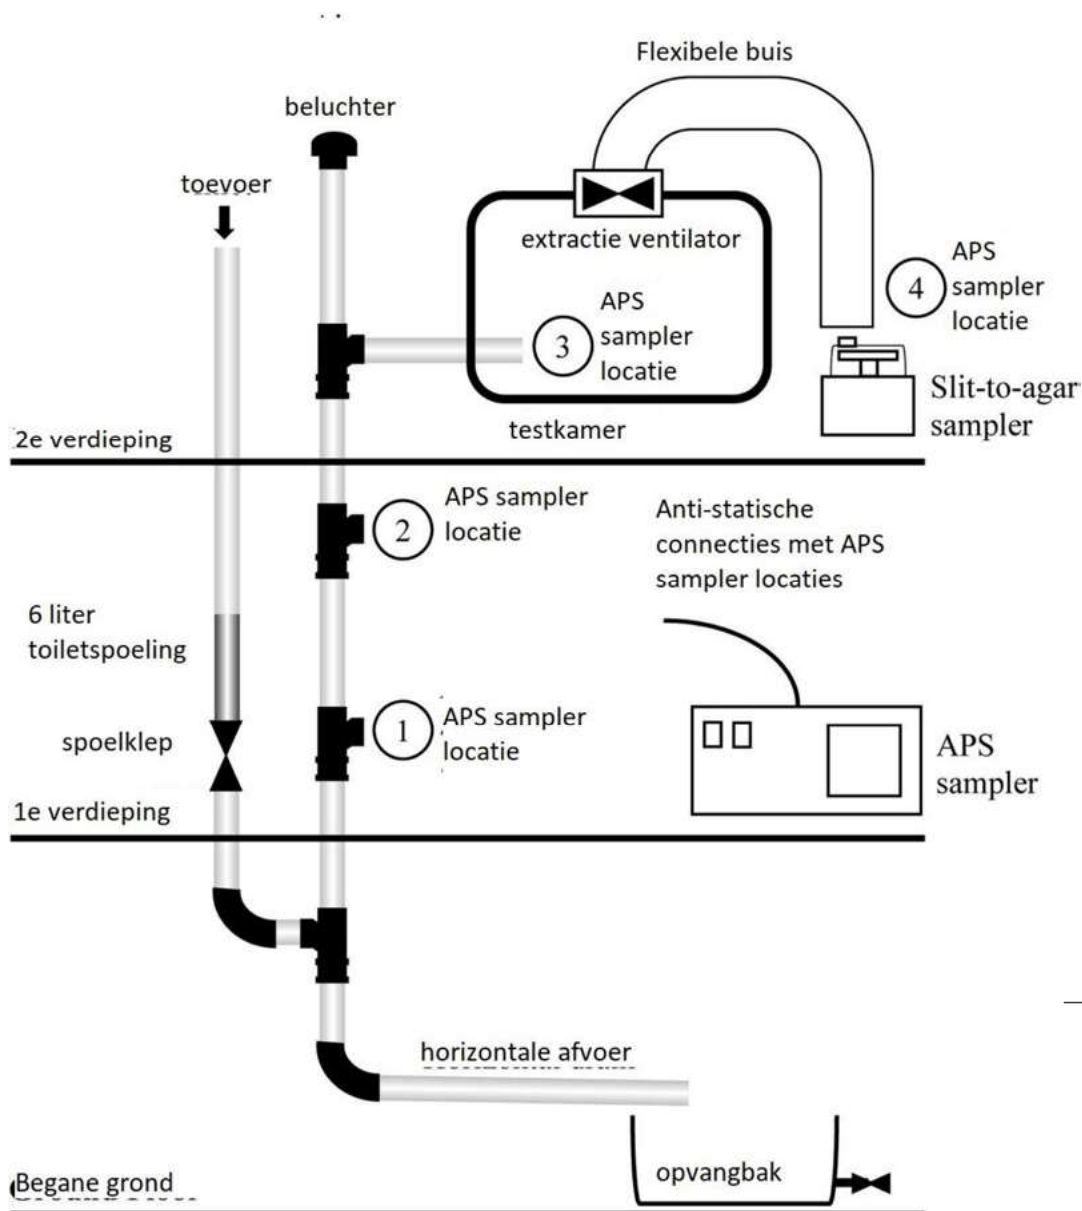 Flexibele buis
beluchter
toevoer
extractie ventilator
APS
sampler
locatie
4
3
APS
sampler
locatie
Slit-to-agar
sampler
testkamer
2e verdieping
2
APS sampler
locatie
Anti-statische
connecties met APS
sampler locaties
6 liter
toiletspoeling
1
APS sampler
locatie
spoelklep
APS
sampler
1e verdieping
horizontale afvoer
opvangbak
Begane grond